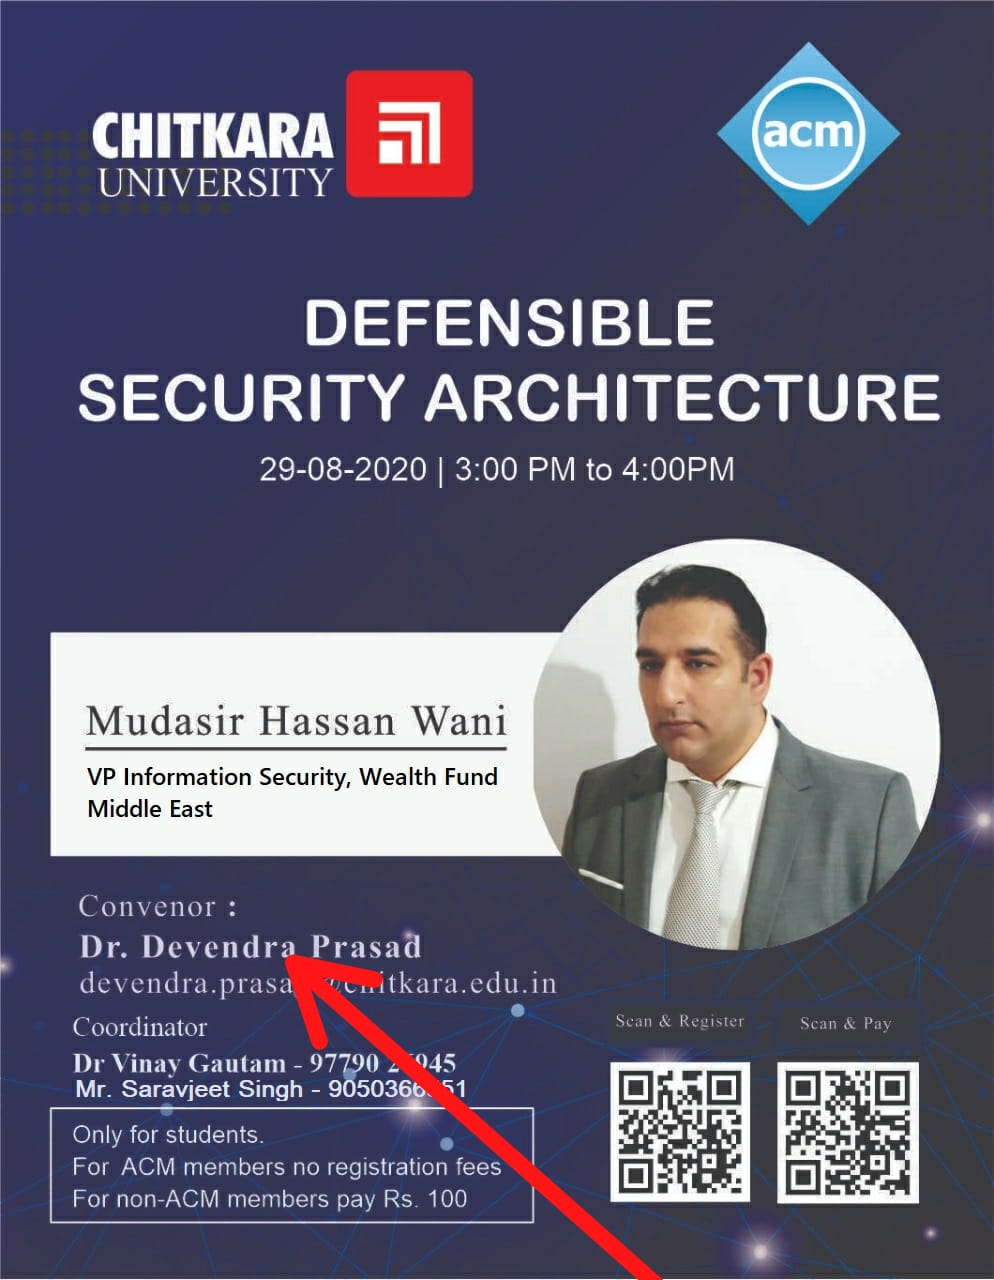 CHITKARA
UNIVERSITY
acm
DEFENSIBLE
SECURITY ARCHITECTURE
29-08-2020 | 3:00 PM to 4:00PM
Mudasir Hassan Wani
VP Information Security, Wealth Fund
Middle East
Convenor :
Dr. Devendra Prasad
devendra.prasad@chitkara.edu.in
Coordinator
Dr Vinay Gautam - 97790
Mr. Saravjeet Singh -
Only for students.
For ACM members no registration fees
For non-ACM members pay Rs. 100
Scan & Register
Scan & Pay